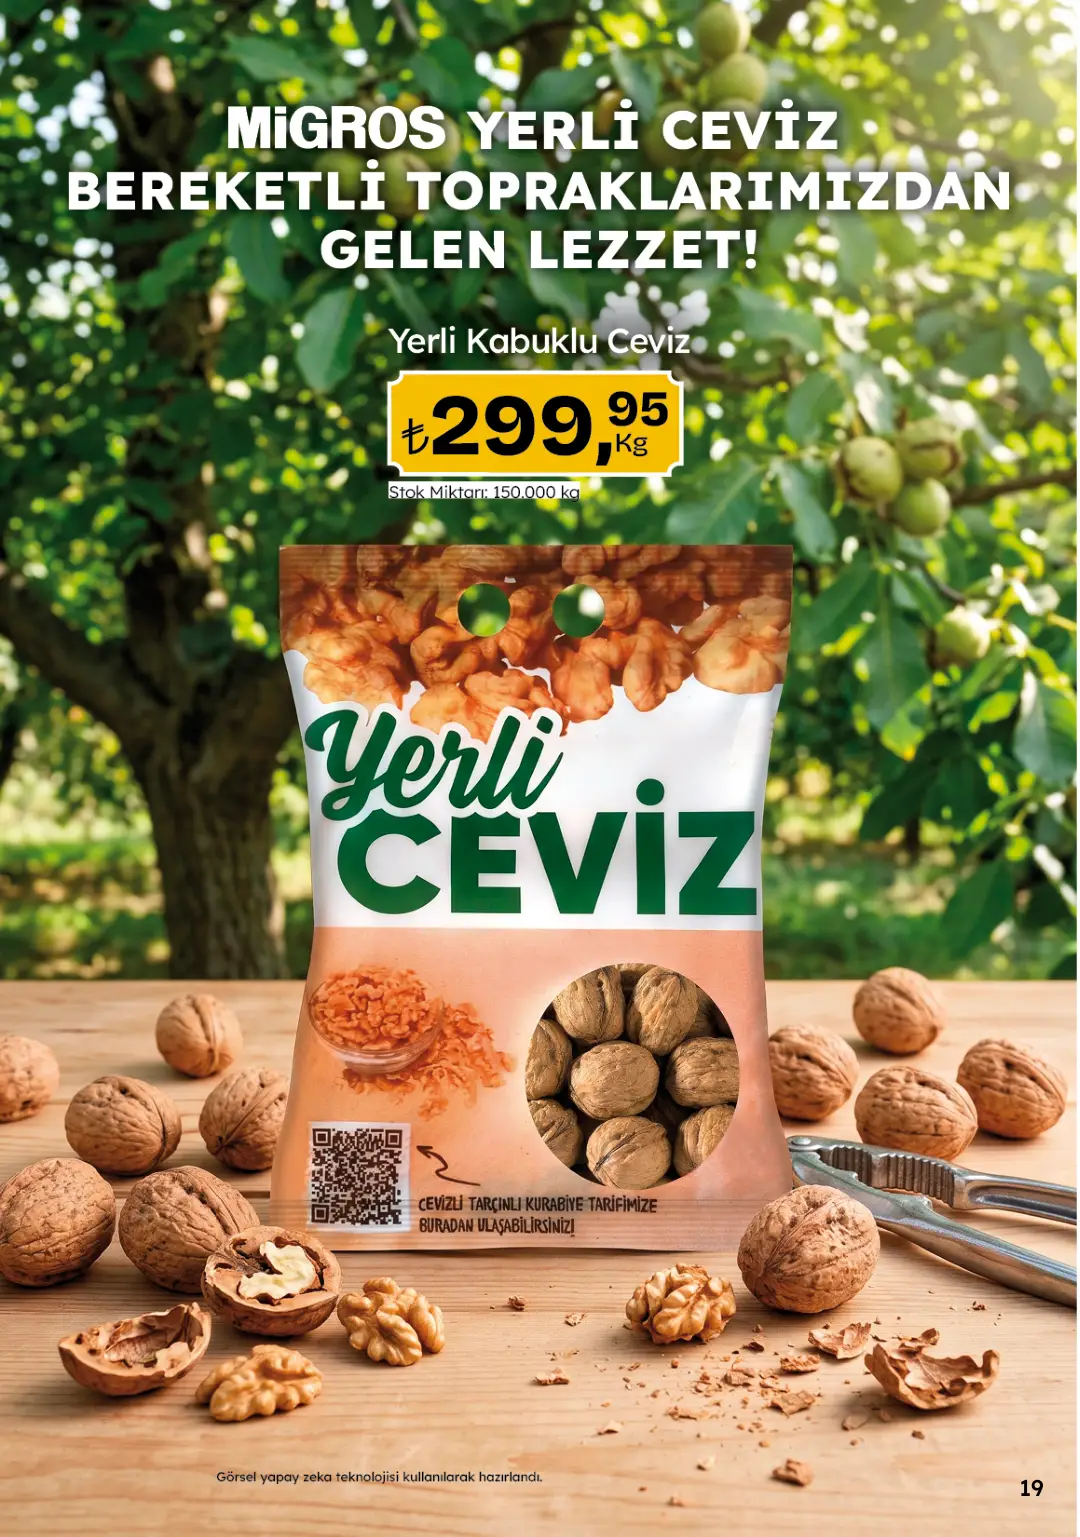 MiGROS YERLİ CEVİZ
BEREKETLİ TOPRAKLARIMIZDAN
GELEN LEZZET!
Yerli Kabuklu Ceviz
₺299,95
Kg
Stok Miktarı: 150.000 kg
Yerli
CEVİZ
CEVİZLİ TARÇINLI KURABİYE TARİFİMİZE
BURADAN ULAŞABİLİRSİNİZ!
Görsel yapay zeka teknolojisi kullanılarak hazırlandı.
19